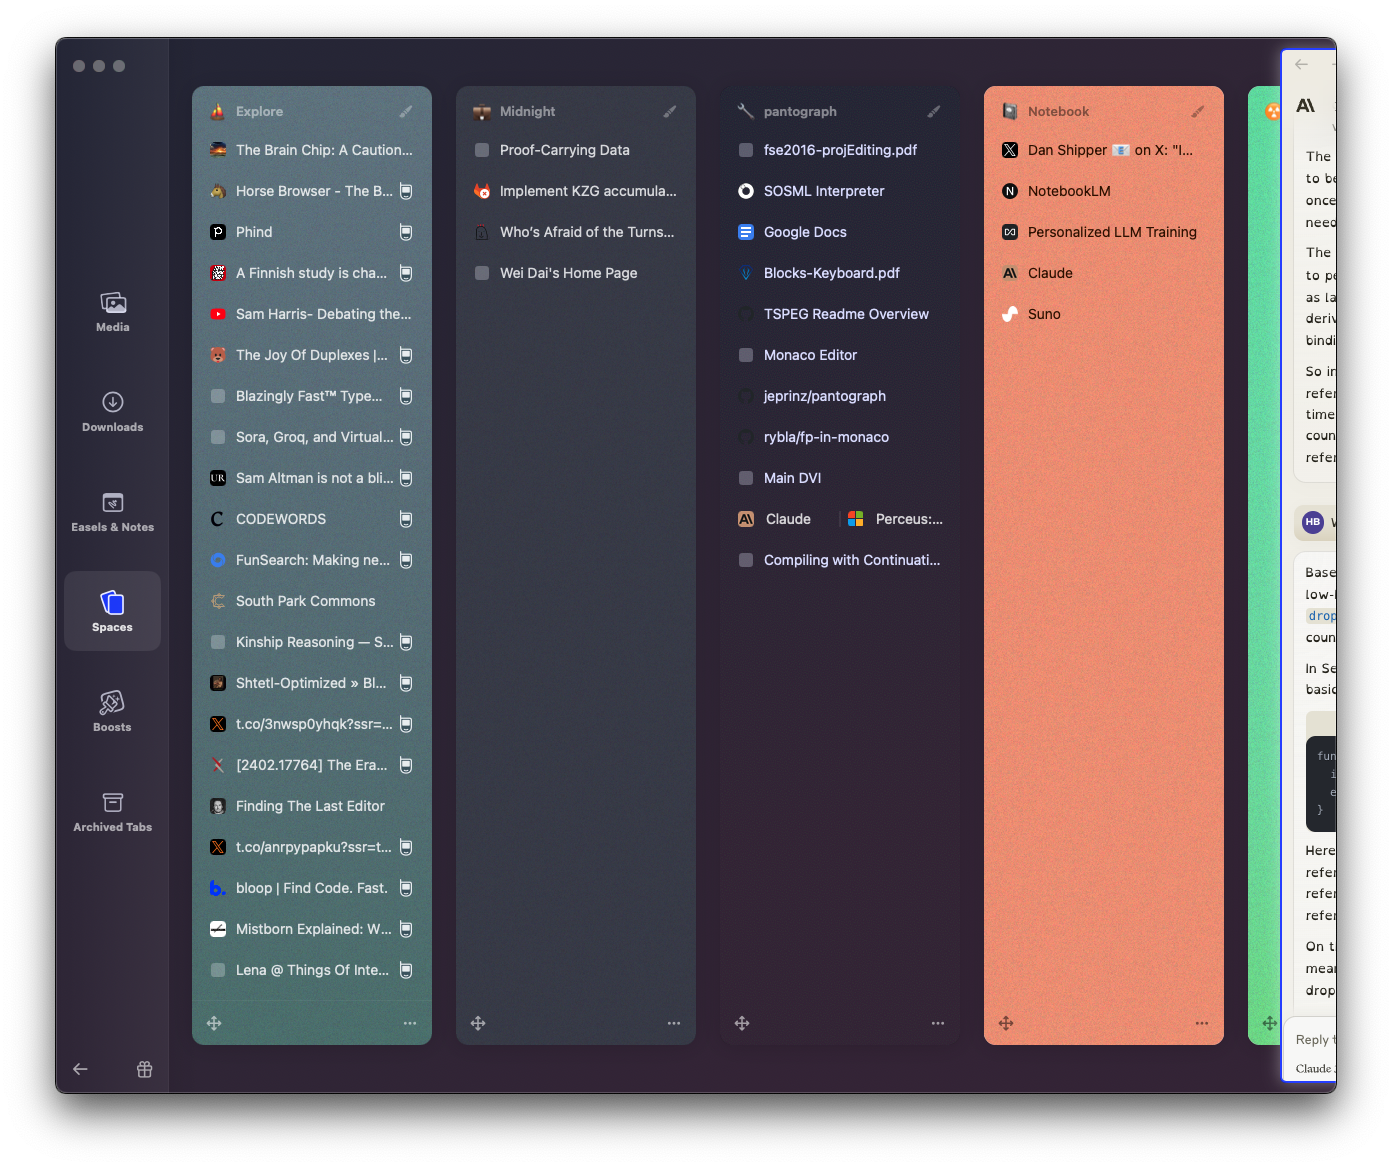 Media
Downloads
Easels & Notes
Spaces
Boosts
Archived Tabs
Explore
The Brain Chip: A Caution...
Horse Browser - The B...
Phind
A Finnish study is cha...
Sam Harris- Debating the...
The Joy Of Duplexes |...
Blazingly Fast™ Type...
Sora, Groq, and Virtual...
UR
Sam Altman is not a bli...
CODEWORDS
FunSearch: Making ne...
South Park Commons
Kinship Reasoning — S...
Shtetl-Optimized » Bl...
t.co/3nwsp0yhqk?ssr=...
[2402.17764] The Era...
Finding The Last Editor
t.co/anrpypapku?ssr=t...
bloop | Find Code. Fast.
Mistborn Explained: W...
Lena @ Things Of Inte...
Midnight
Proof-Carrying Data
Implement KZG accumula...
Who's Afraid of the Turns...
Wei Dai's Home Page
pantograph
fse2016-projEditing.pdf
SOSML Interpreter
Google Docs
Blocks-Keyboard.pdf
TSPEG Readme Overview
Monaco Editor
jeprinz/pantograph
rybla/fp-in-monaco
Main DVI
Claude
Perceus:...
Compiling with Continuati...
Notebook
Dan Shipper 📧 on X: "I...
NotebookLM
Personalized LLM Training
Claude
Suno
The
to be
once
need
The
to pe
as la
deriv
bindi
So in
refer
time
coun
refer
HB
Base
low-l
drop
coun
In Se
basic
fun
i
e
}
Here
refer
refer
refer
On t
mear
drop
Reply t
Claude